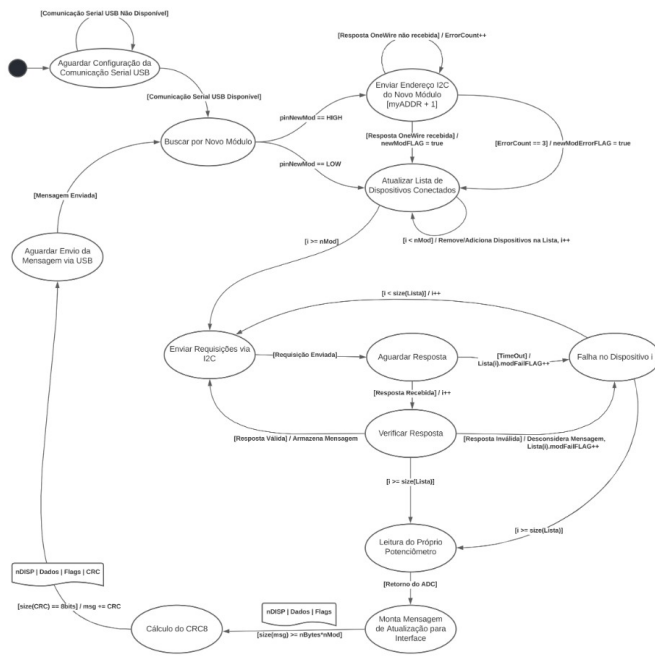 [Comunicação Serial USB Não Disponível]
Aguardar Configuração da
Comunicação Serial USB
[Comunicação Serial USB Disponível]
Buscar por Novo Módulo
pinNewMod == HIGH
pinNewMod == LOW
[Resposta OneWire não recebida] / ErrorCount++
Enviar Endereço I2C
do Novo Módulo
[myADDR + 1]
[Resposta OneWire recebida] /
newModFLAG = true
[ErrorCount == 3] / newModErrorFLAG = true
Atualizar Lista de
Dispositivos Conectados
[i < nMod] / Remove/Adiciona Dispositivos na Lista, i++
[i >= nMod]
[Mensagem Enviada]
Aguardar Envio da
Mensagem via USB
[i < size(Lista)] / i++
Enviar Requisições via
I2C
[Requisição Enviada]
Aguardar Resposta
[TimeOut] /
Lista(i).modFailFLAG++
Falha no Dispositivo i
[Resposta Recebida] / i++
Verificar Resposta
[Resposta Válida] / Armazena Mensagem
[Resposta Inválida] / Desconsidera Mensagem,
Lista(i).modFailFLAG++
[i >= size(Lista)]
[i >= size(Lista)]
Leitura do Próprio
Potenciômetro
[Retorno do ADC]
Monta Mensagem
de Atualização para
Interface
nDISP | Dados | Flags
[size(msg) >= nBytes*nMod]
Cálculo do CRC8
nDISP | Dados | Flags | CRC
[size(CRC) == 8bits] / msg += CRC